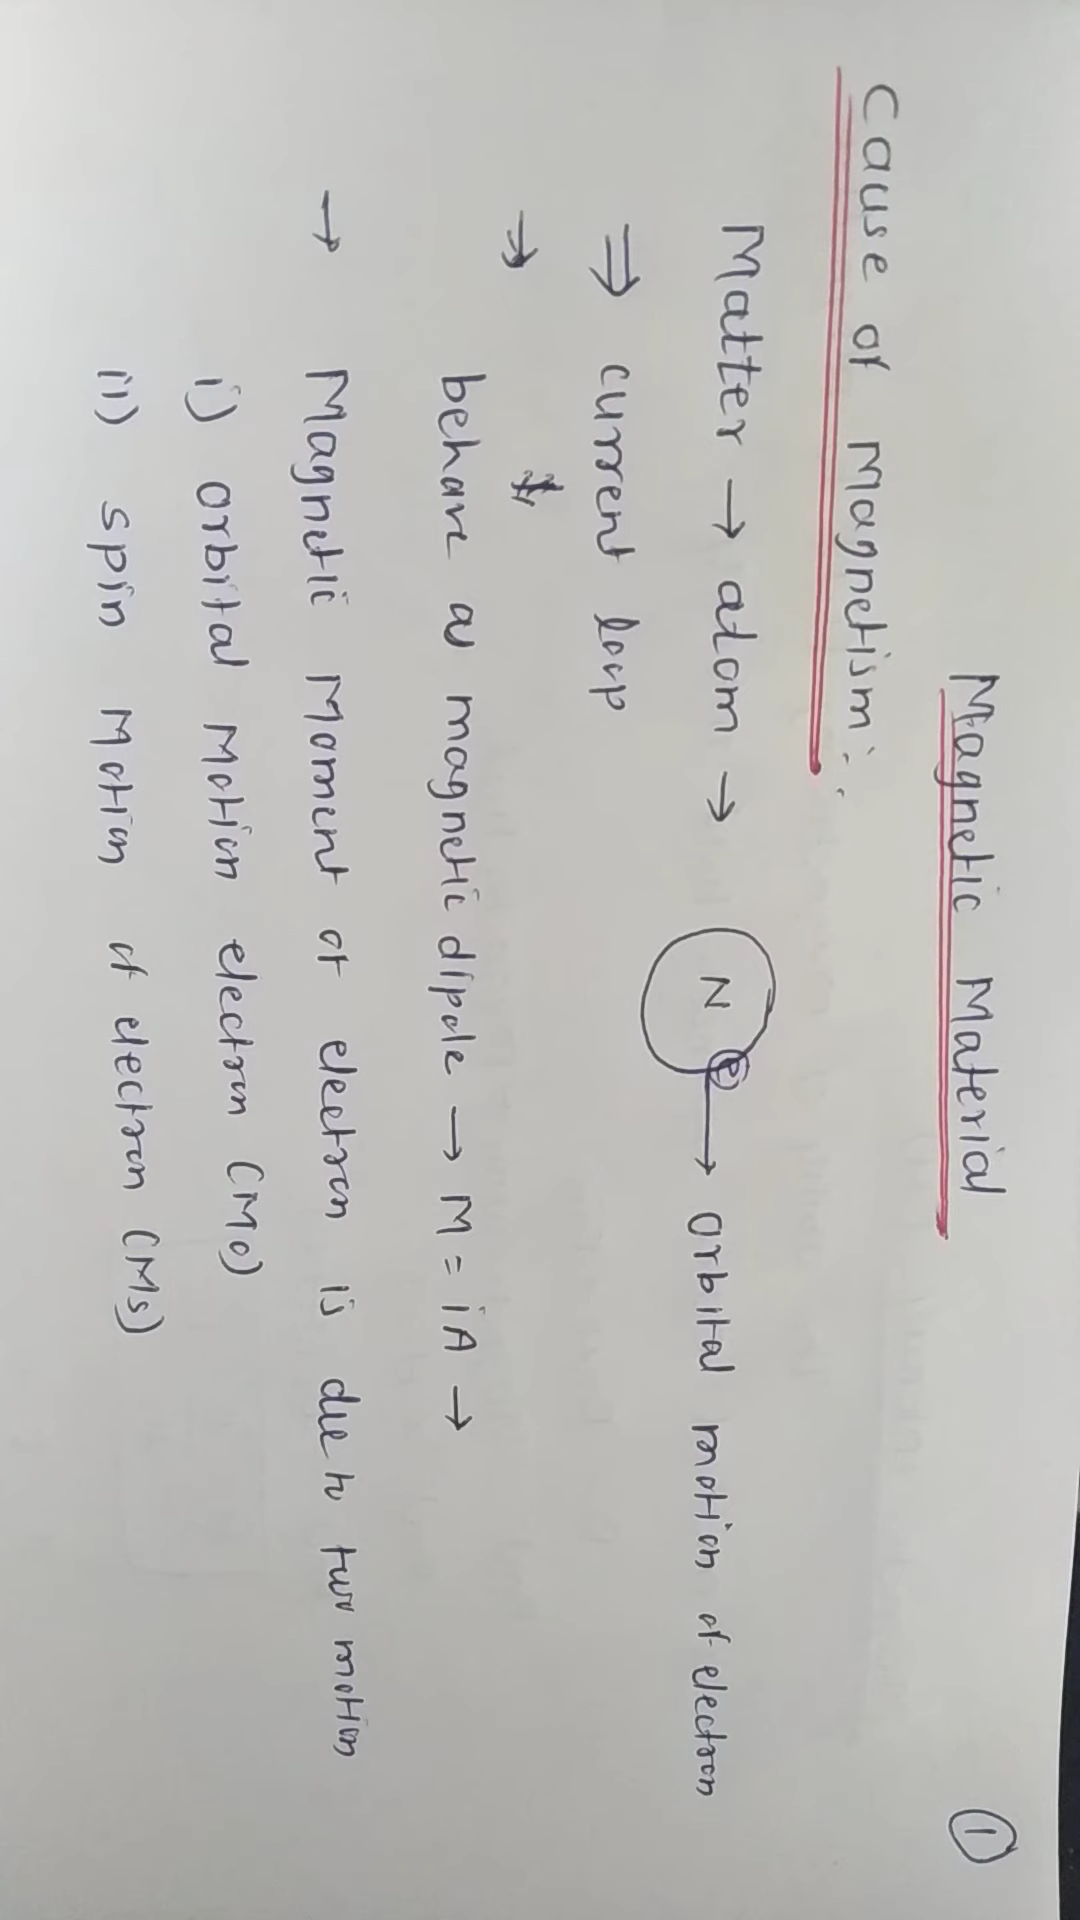 Magnetic Material
1
Cause of Magnetism:
Matter → atom → N e → orbital motion of electron
⇒ current loop
→
behave as magnetic dipole → M = iA →
→ Magnetic Moment of electron is due to two motion
i) orbital Motion electron (Mo)
ii) spin Motion of electron (Ms)